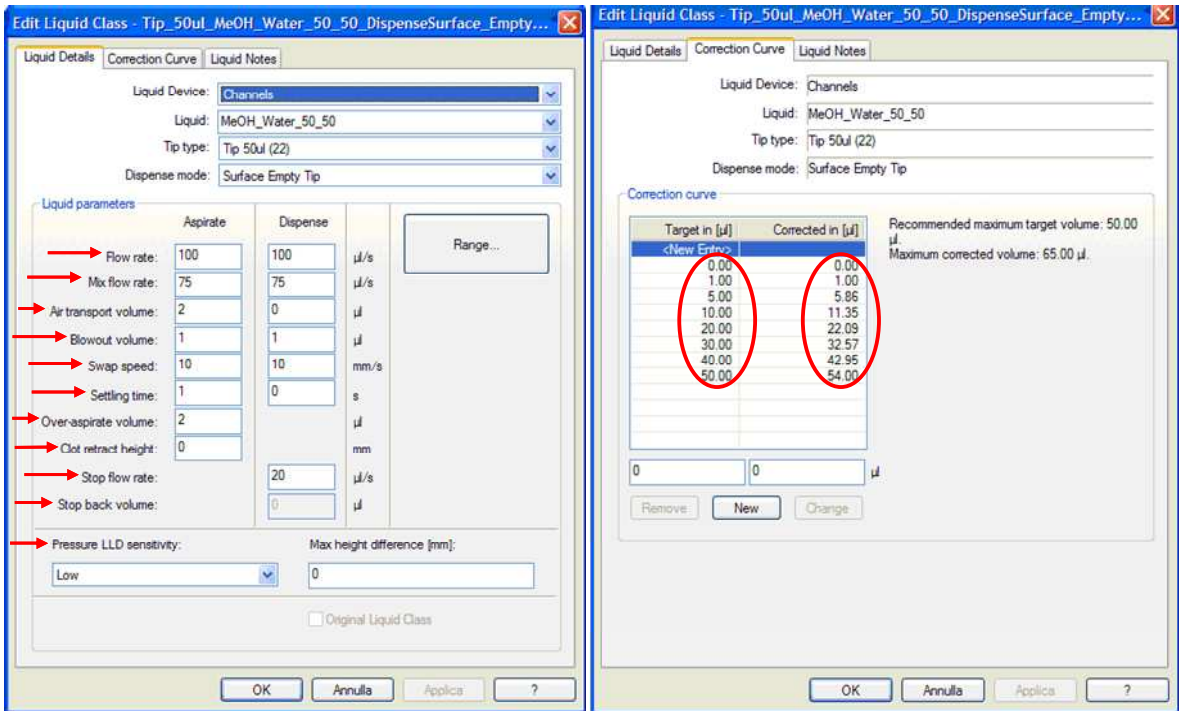 Edit Liquid Class - Tip_50ul_MeOH_Water_50_50_DispenseSurface_Empty...
Liquid Details Correction Curve Liquid Notes
Liquid Device: Channels
Liquid: MeOH_Water_50_50
Tip type: Tip 50ul (22)
Dispense mode: Surface Empty Tip
Liquid parameters
Aspirate Dispense
Range...
Flow rate: 100 100 µl/s
Mix flow rate: 75 75 µl/s
Air transport volume: 2 0 µl
Blowout volume: 1 1 µl
Swap speed: 10 10 mm/s
Settling time: 1 0 s
Over-aspirate volume: 2 µl
Clot retract height: 0 mm
Stop flow rate: 20 µl/s
Stop back volume: 0 µl
Pressure LLD sensitivity: Max height difference [mm]:
Low 0
Original Liquid Class
OK Annulla Applica ?
Edit Liquid Class - Tip_50ul_MeOH_Water_50_50_DispenseSurface_Empty...
Liquid Details Correction Curve Liquid Notes
Liquid Device: Channels
Liquid: MeOH_Water_50_50
Tip type: Tip 50ul (22)
Dispense mode: Surface Empty Tip
Correction curve
Target in [µl] Corrected in [µl]
<New Entry>
0.00 0.00
1.00 1.00
5.00 5.86
10.00 11.35
20.00 22.09
30.00 32.57
40.00 42.95
50.00 54.00
Recommended maximum target volume: 50.00
µl.
Maximum corrected volume: 65.00 µl.
0 0 µl
Remove New Change
OK Annulla Applica ?